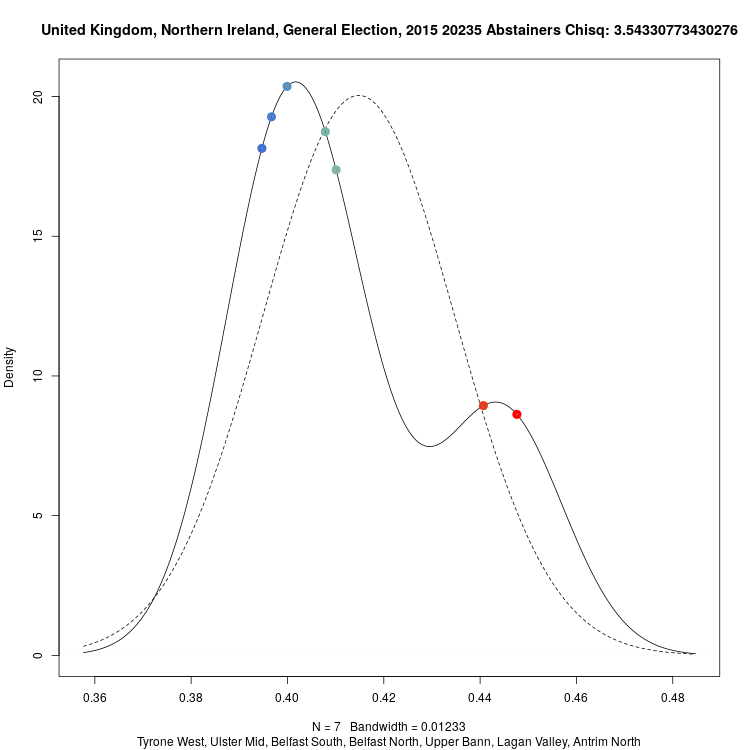 United Kingdom, Northern Ireland, General Election, 2015 20235 Abstainers Chisq: 3.54330773430276
Density
20
15
10
5
0
0.36 0.38 0.40 0.42 0.44 0.46 0.48
N = 7 Bandwidth = 0.01233
Tyrone West, Ulster Mid, Belfast South, Belfast North, Upper Bann, Lagan Valley, Antrim North